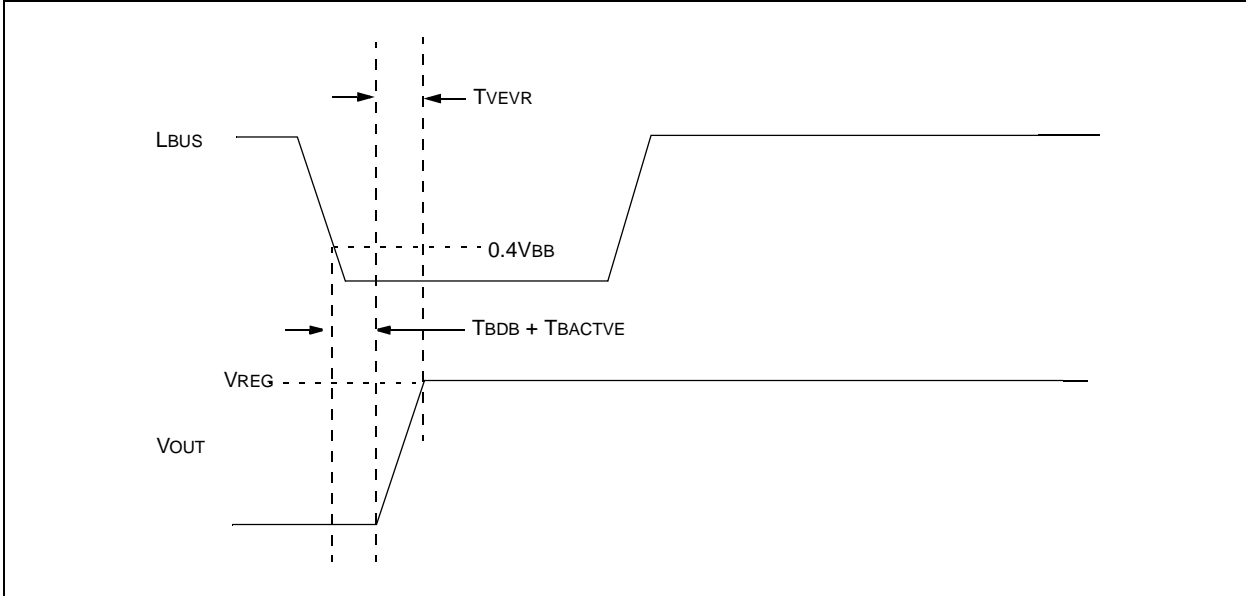 TVEVR
LBUS
0.4VBB
TBDB + TBACTVE
VREG
VOUT